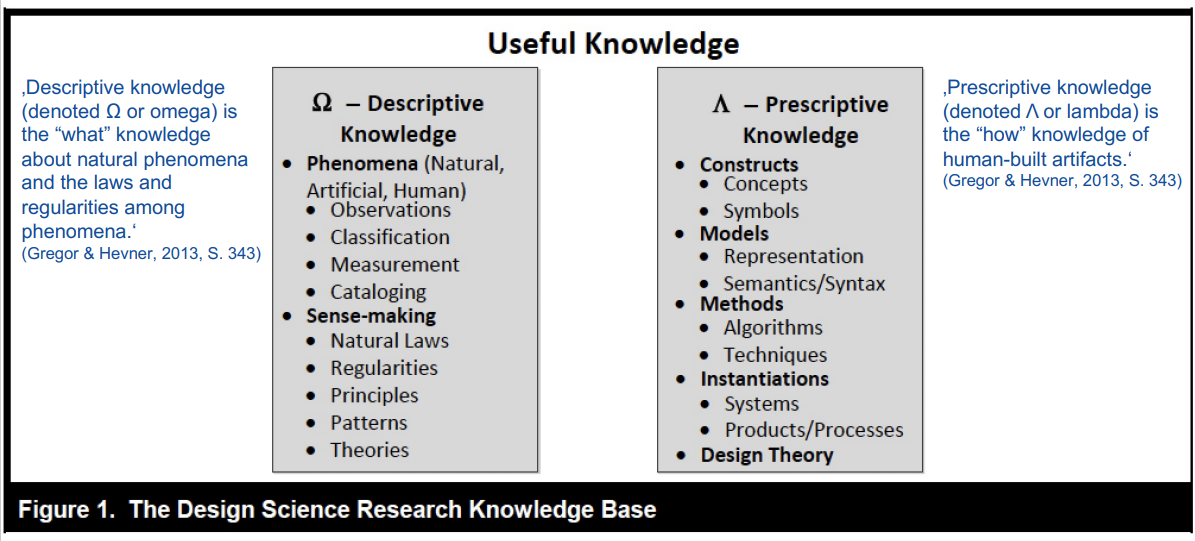 Useful Knowledge
‚Descriptive knowledge
(denoted Ω or omega) is
the “what” knowledge
about natural phenomena
and the laws and
regularities among
phenomena.‘
(Gregor & Hevner, 2013, S. 343)
Ω – Descriptive
Knowledge
• Phenomena (Natural,
Artificial, Human)
• Observations
• Classification
• Measurement
• Cataloging
• Sense-making
• Natural Laws
• Regularities
• Principles
• Patterns
• Theories
Λ – Prescriptive
Knowledge
• Constructs
• Concepts
• Symbols
• Models
• Representation
• Semantics/Syntax
• Methods
• Algorithms
• Techniques
• Instantiations
• Systems
• Products/Processes
• Design Theory
‚Prescriptive knowledge
(denoted Λ or lambda) is
the “how” knowledge of
human-built artifacts.‘
(Gregor & Hevner, 2013, S. 343)
Figure 1. The Design Science Research Knowledge Base